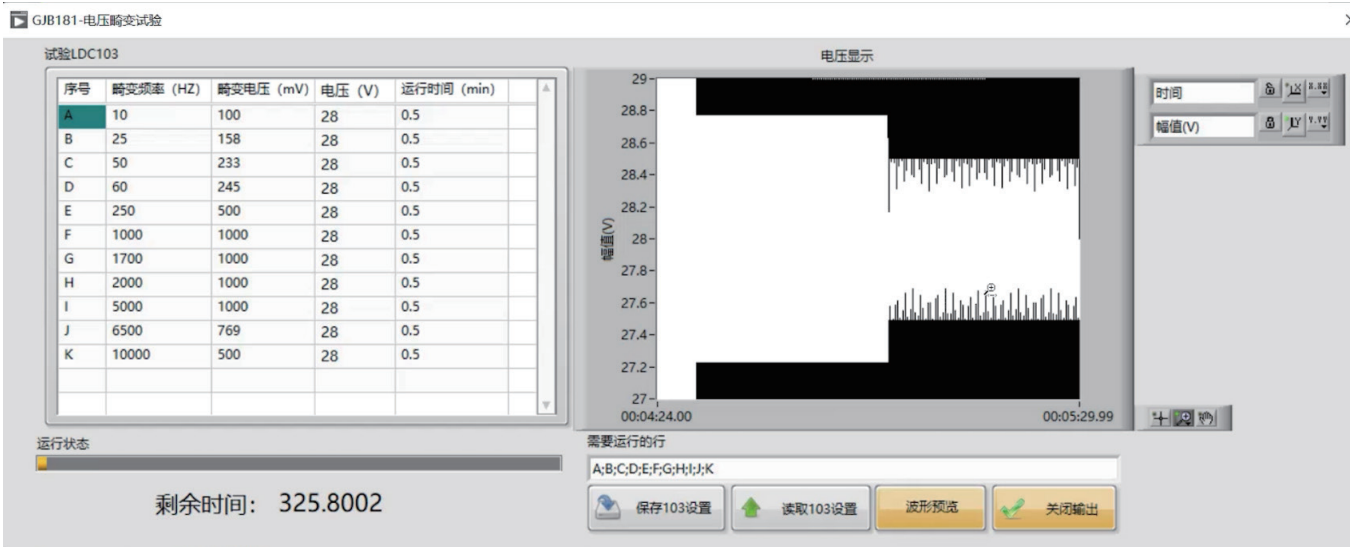 GJB181-电压畸变试验
试验LDC103
序号 畸变频率 (HZ) 畸变电压 (mV) 电压 (V) 运行时间 (min)
A 10 100 28 0.5
B 25 158 28 0.5
C 50 233 28 0.5
D 60 245 28 0.5
E 250 500 28 0.5
F 1000 1000 28 0.5
G 1700 1000 28 0.5
H 2000 1000 28 0.5
I 5000 1000 28 0.5
J 6500 769 28 0.5
K 10000 500 28 0.5
运行状态
剩余时间： 325.8002
电压显示
幅值(V)
29
28.8
28.6
28.4
28.2
28
27.8
27.6
27.4
27.2
27
00:04:24.00 00:05:29.99
时间
幅值(V)
需要运行的行
A;B;C;D;E;F;G;H;I;J;K
保存103设置 读取103设置 波形预览 关闭输出